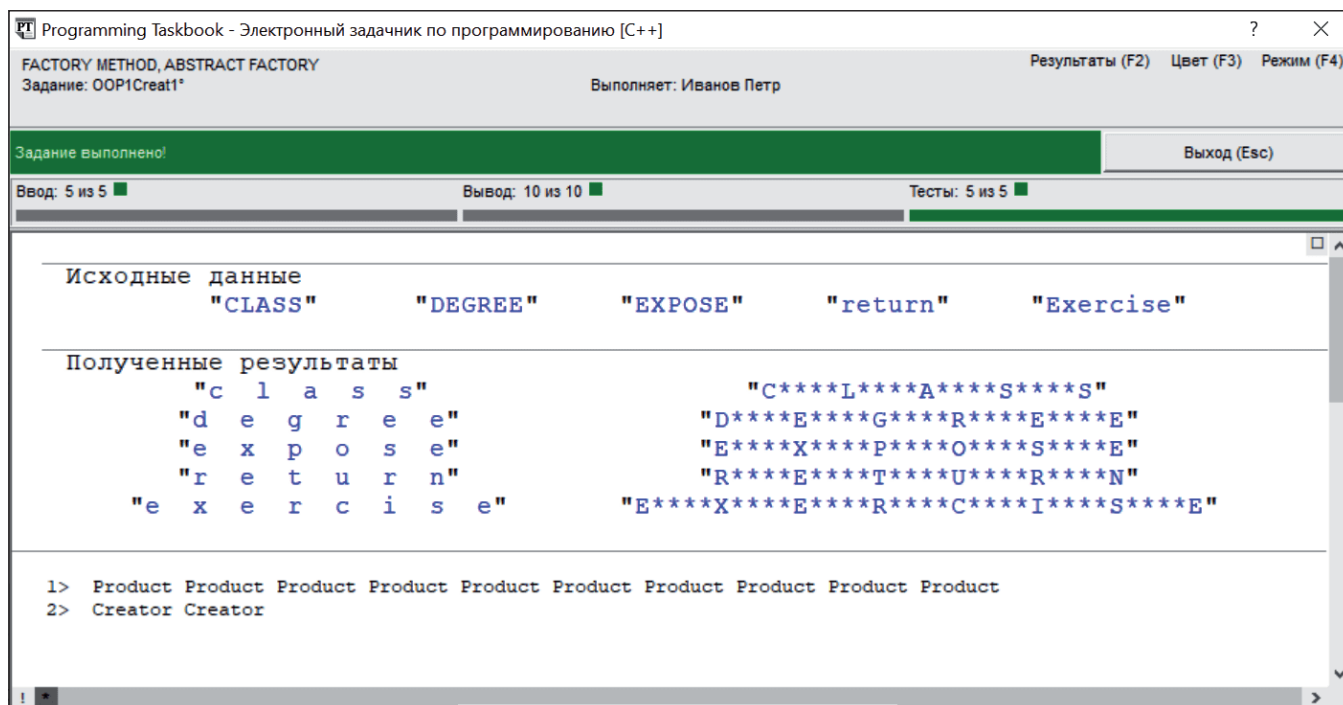 PT Programming Taskbook - Электронный задачник по программированию [C++] ? ×
FACTORY METHOD, ABSTRACT FACTORY Результаты (F2) Цвет (F3) Режим (F4)
Задание: OOP1Creat1° Выполняет: Иванов Петр
Задание выполнено! Выход (Esc)
Ввод: 5 из 5 Вывод: 10 из 10 Тесты: 5 из 5
Исходные данные
"CLASS" "DEGREE" "EXPOSE" "return" "Exercise"
Полученные результаты
"c l a s s" "C****L****A****S****S"
"d e g r e e" "D****E****G****R****E****E"
"e x p o s e" "E****X****P****O****S****E"
"r e t u r n" "R****E****T****U****R****N"
"e x e r c i s e" "E****X****E****R****C****I****S****E"
1> Product Product Product Product Product Product Product Product Product Product
2> Creator Creator
! *